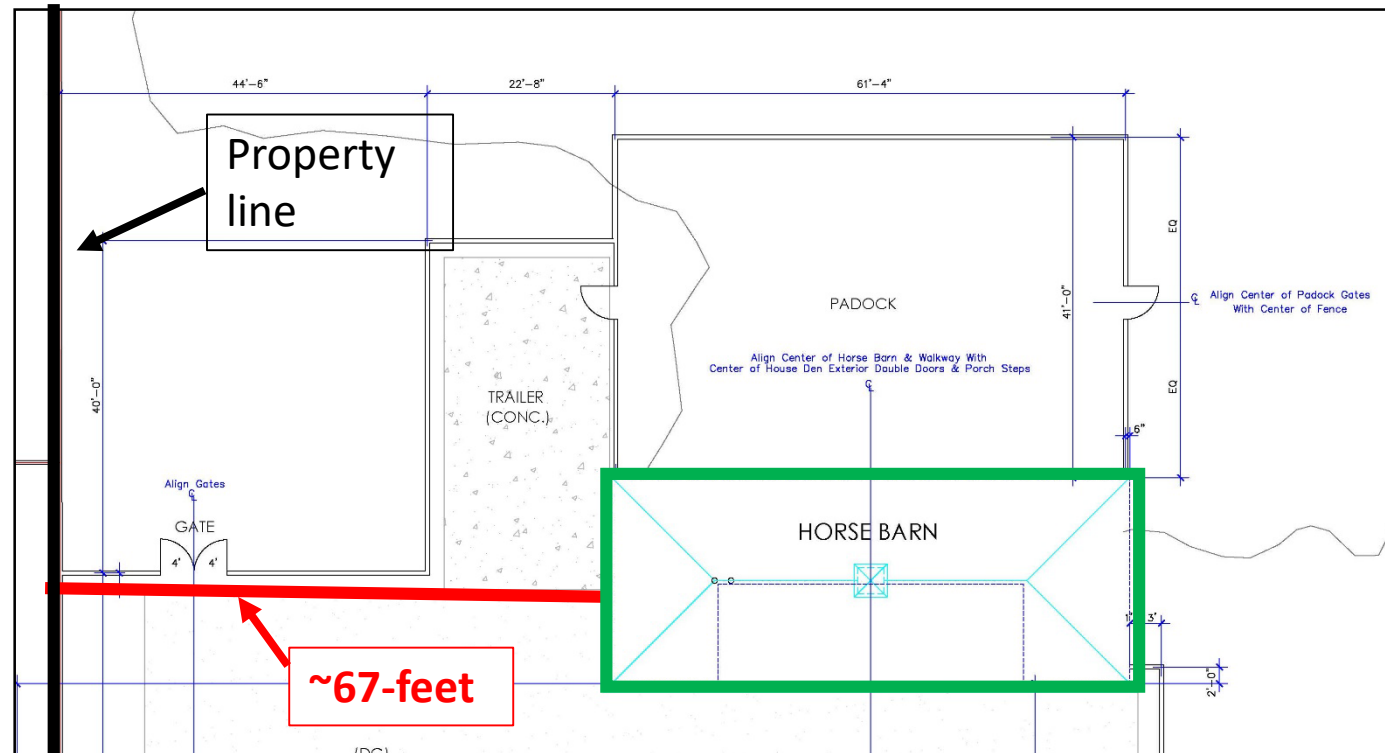 44'-6"
22'-8"
61'-4"
Property
line
EQ
41'-0"
PADOCK
℄ Align Center of Padock Gates
With Center of Fence
Align Center of Horse Barn & Walkway With
Center of House Den Exterior Double Doors & Porch Steps
℄
EQ
40'-0"
TRAILER
(CONC.)
6"
Align Gates
℄
GATE
4' 4'
HORSE BARN
1' 3'
~67-feet
2'-0"
(DG)